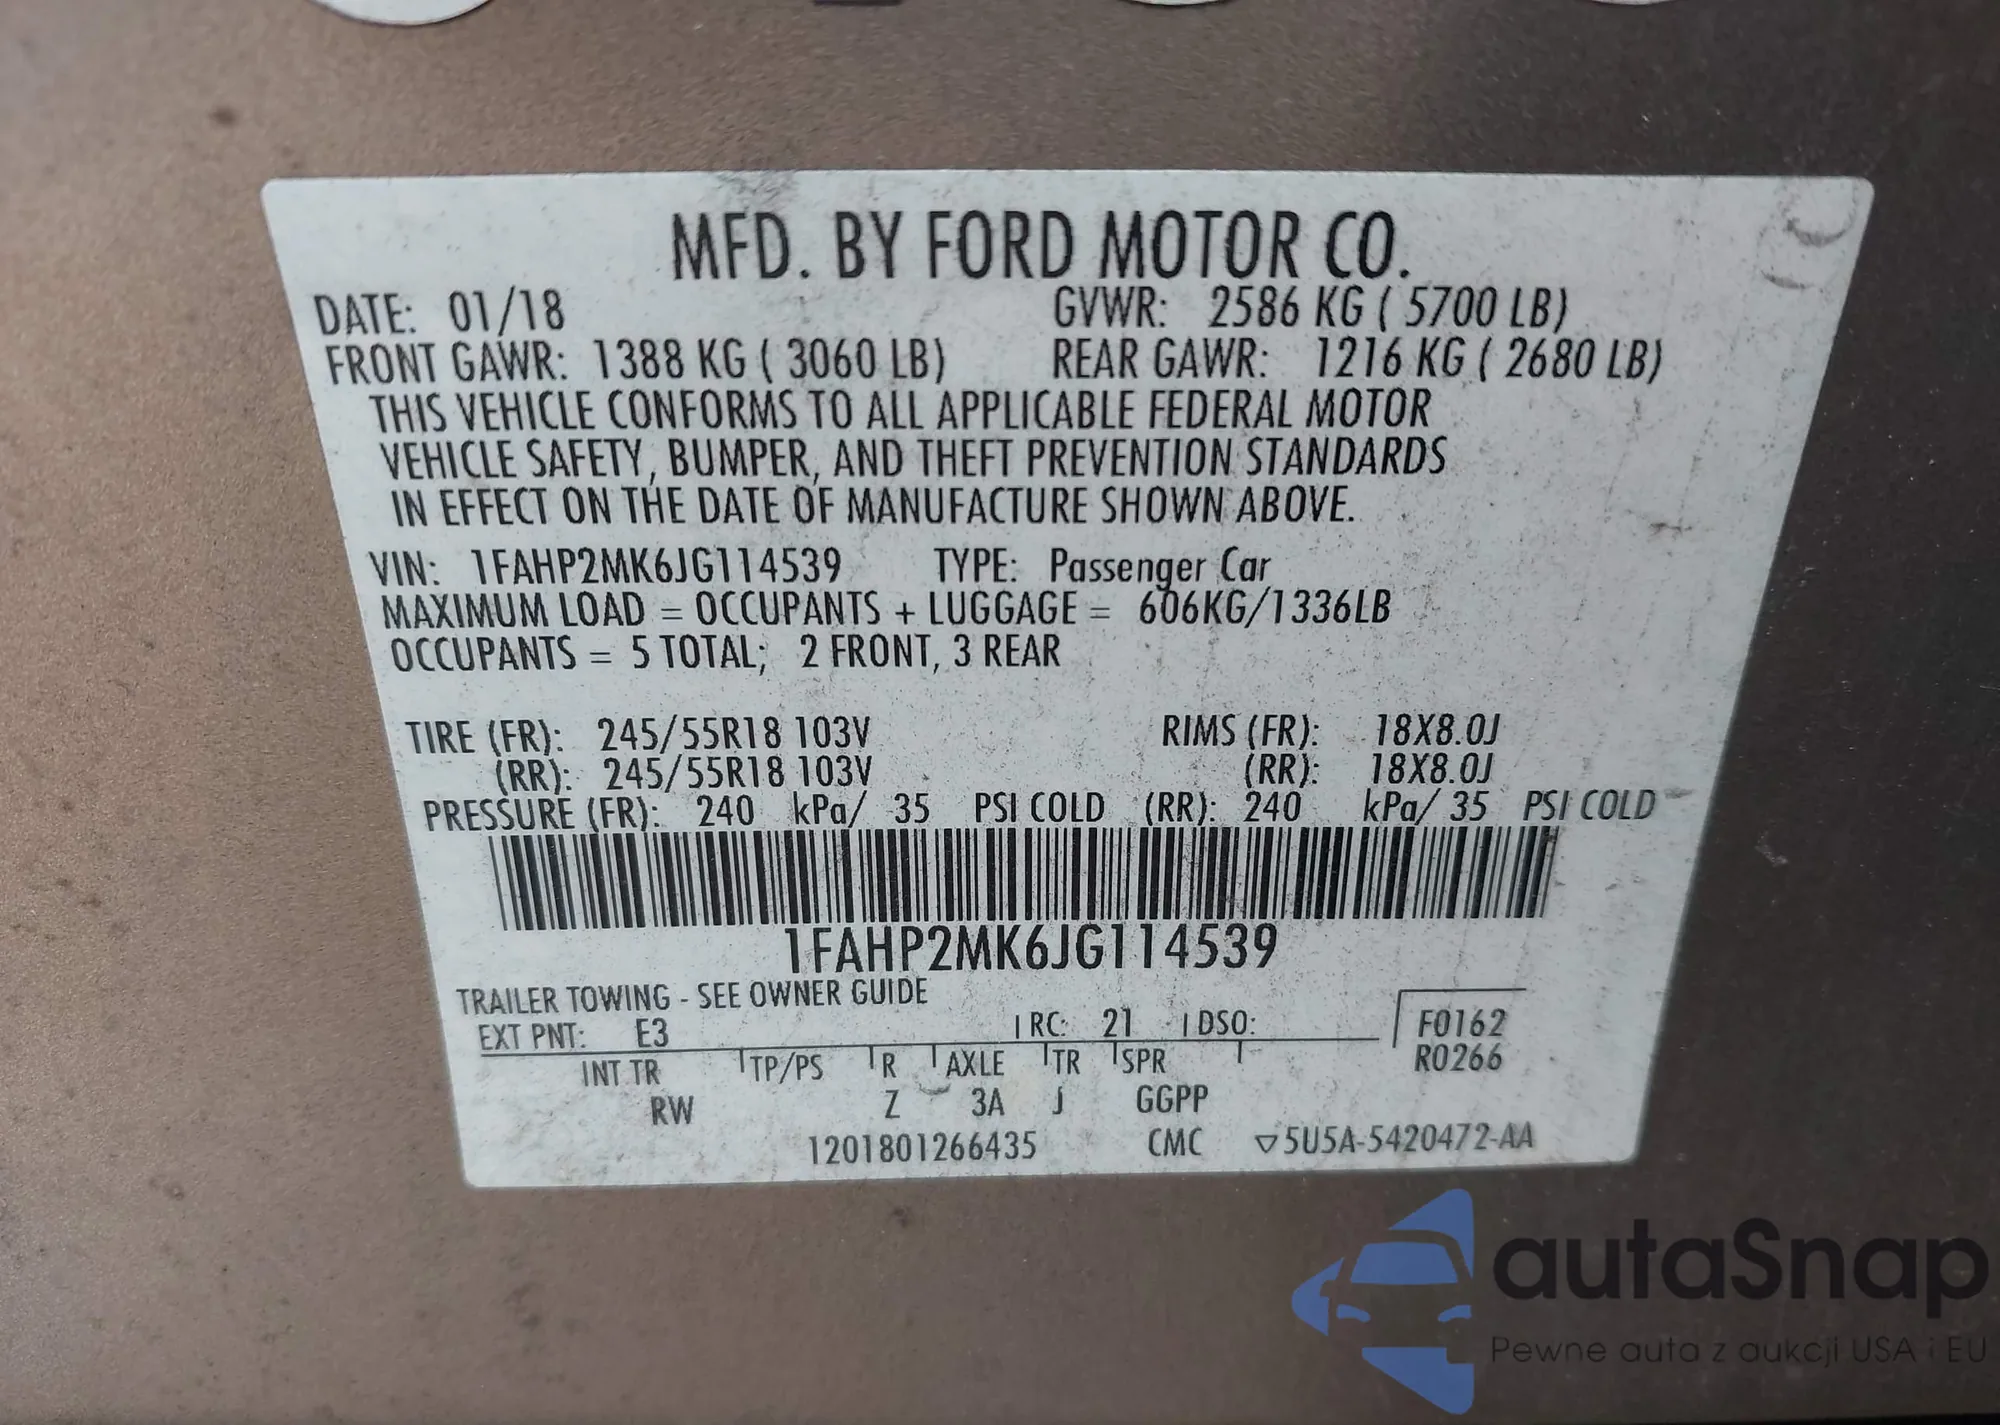 MFD. BY FORD MOTOR CO.
DATE: 01/18 GVWR: 2586 KG ( 5700 LB)
FRONT GAWR: 1388 KG ( 3060 LB) REAR GAWR: 1216 KG ( 2680 LB)
THIS VEHICLE CONFORMS TO ALL APPLICABLE FEDERAL MOTOR
VEHICLE SAFETY, BUMPER, AND THEFT PREVENTION STANDARDS
IN EFFECT ON THE DATE OF MANUFACTURE SHOWN ABOVE.
VIN: 1FAHP2MK6JG114539 TYPE: Passenger Car
MAXIMUM LOAD = OCCUPANTS + LUGGAGE = 606KG/1336LB
OCCUPANTS = 5 TOTAL; 2 FRONT, 3 REAR
TIRE (FR): 245/55R18 103V RIMS (FR): 18X8.0J
(RR): 245/55R18 103V (RR): 18X8.0J
PRESSURE (FR): 240 kPa/ 35 PSI COLD (RR): 240 kPa/ 35 PSI COLD
1FAHP2MK6JG114539
TRAILER TOWING - SEE OWNER GUIDE
EXT PNT: E3 RC: 21 DSO: F0162
INT TR TP/PS R AXLE TR SPR R0266
RW Z 3A J GGPP
1201801266435 CMC ▽5U5A-5420472-AA
autaSnap
Pewne auta z aukcji USA i EU